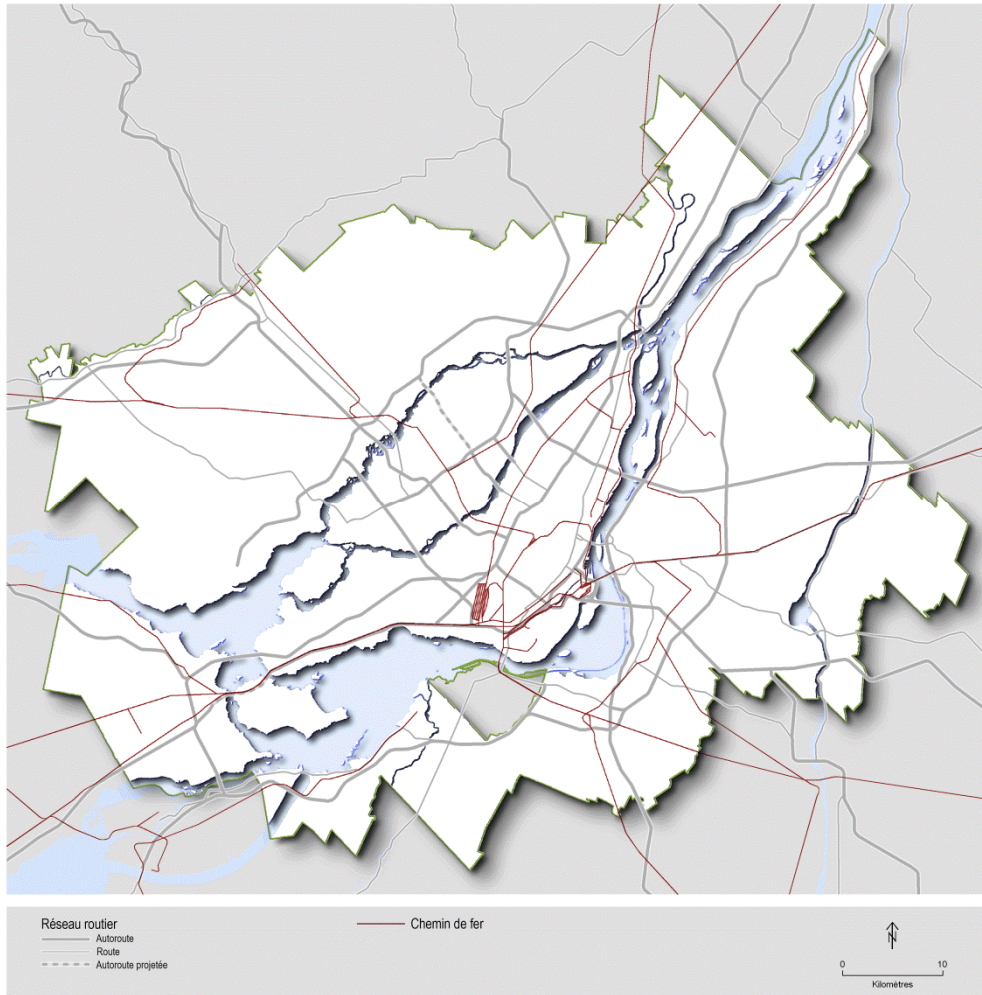 Réseau routier
Autoroute
Route
Autoroute projetée
Chemin de fer
N
0 10
Kilomètres